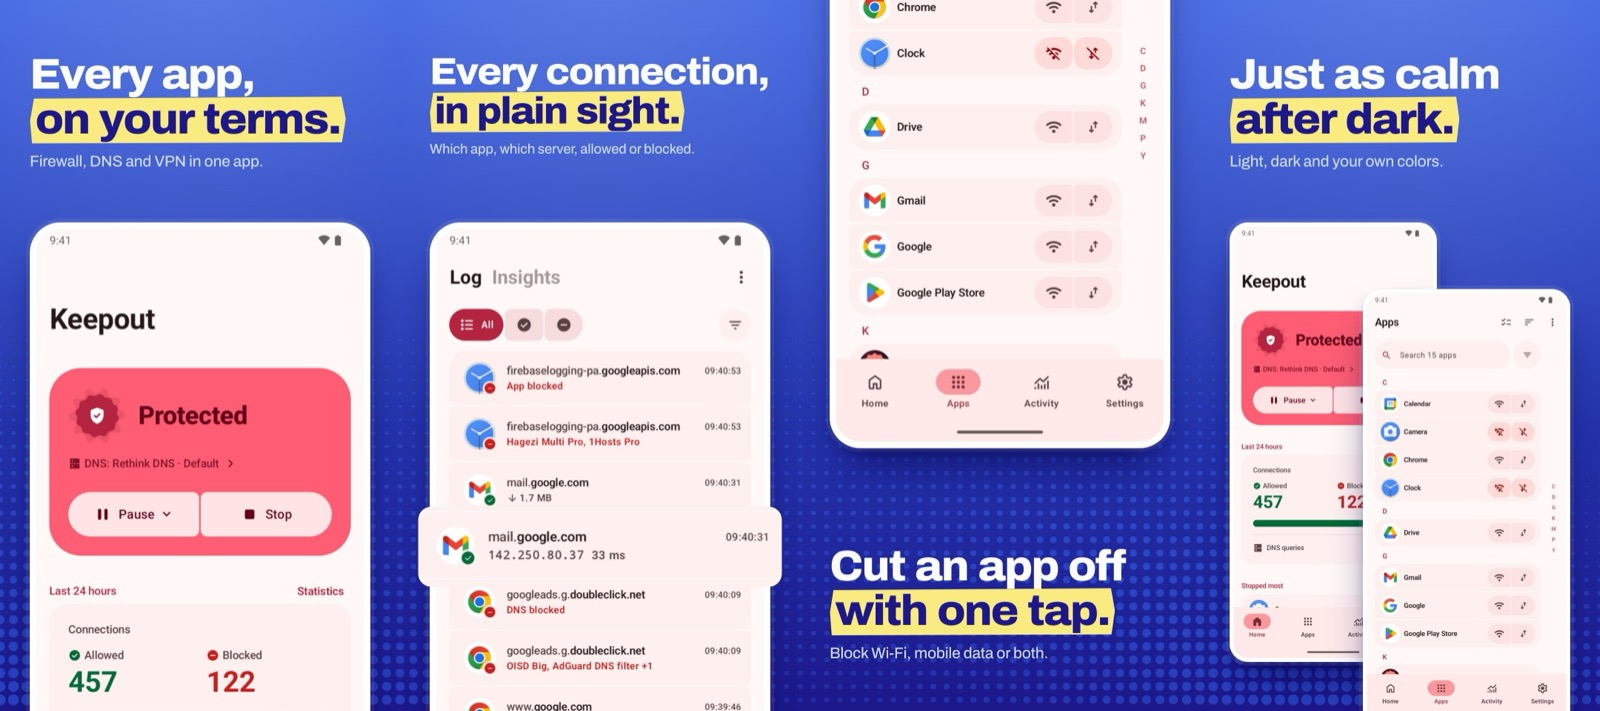 Every app,
on your terms.
Firewall, DNS and VPN in one app.
9:41
Keepout
Protected
DNS: Rethink DNS · Default
Pause
Stop
Last 24 hours
Statistics
Connections
Allowed
Blocked
457
122
Every connection,
in plain sight.
Which app, which server, allowed or blocked.
9:41
Log Insights
All
firebaselogging-pa.googleapis.com 09:40:53
App blocked
firebaselogging-pa.googleapis.com 09:40:53
Hagezi Multi Pro, 1Hosts Pro
mail.google.com 09:40:31
↓ 1.7 MB
mail.google.com 09:40:31
142.250.80.37 33 ms
googleads.g.doubleclick.net 09:40:09
DNS blocked
googleads.g.doubleclick.net 09:40:09
OISD Big, AdGuard DNS filter +1
www.google.com 09:39:46
Chrome
Clock
D
Drive
G
Gmail
Google
Google Play Store
K
C
D
G
K
M
P
Y
Home
Apps
Activity
Settings
Cut an app off
with one tap.
Block Wi-Fi, mobile data or both.
Just as calm
after dark.
Light, dark and your own colors.
9:41
Keepout
Protected
DNS: Rethink DNS · Default
Pause
Last 24 hours
Connections
Allowed
457
122
DNS queries
Stopped most
Home
Apps
9:41
Apps
Search 15 apps
C
Calendar
Camera
Chrome
Clock
D
Drive
G
Gmail
Google
Google Play Store
K
C
D
G
K
M
P
Y
Home
Apps
Activity
Settings